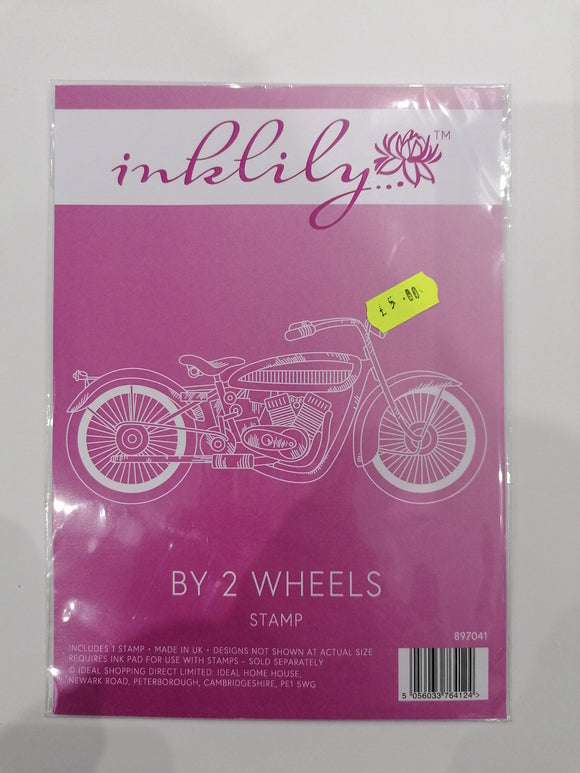 inklily...™
£5.00
BY 2 WHEELS
STAMP
897041
INCLUDES 1 STAMP • MADE IN UK • DESIGNS NOT SHOWN AT ACTUAL SIZE
REQUIRES INK PAD FOR USE WITH STAMPS – SOLD SEPARATELY
© IDEAL SHOPPING DIRECT LIMITED: IDEAL HOME HOUSE,
NEWARK ROAD, PETERBOROUGH, CAMBRIDGESHIRE, PE1 5WG
5 056033 764124 >